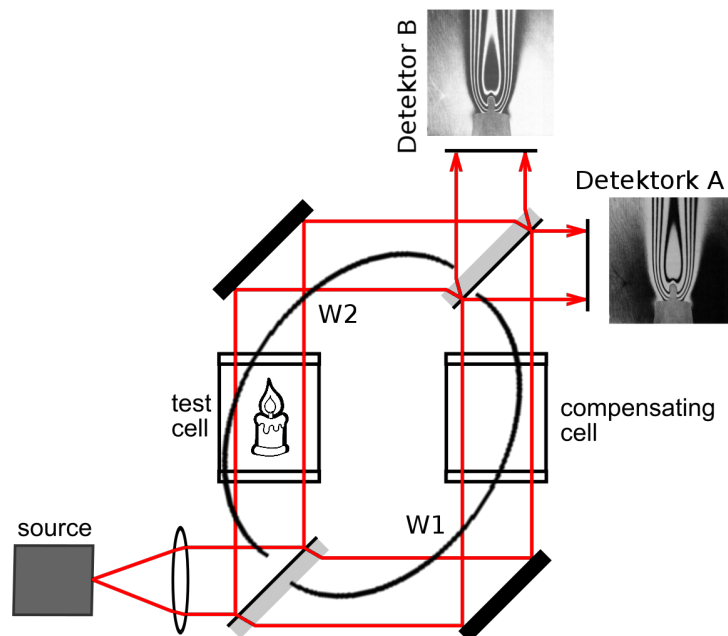 Detektor B
Detektork A
W2
test
cell
compensating
cell
W1
source